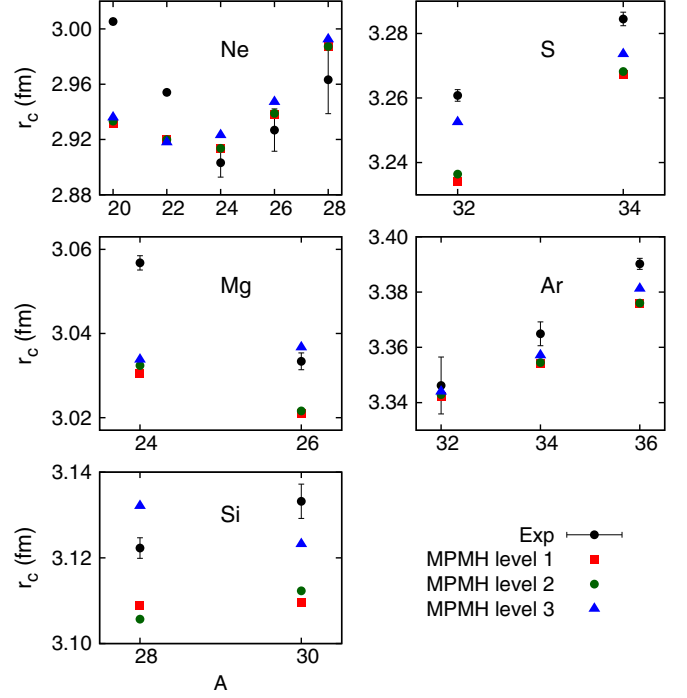 Ne
r_c (fm)
3.00
2.96
2.92
2.88
20 22 24 26 28
S
3.28
3.26
3.24
32 34
Mg
r_c (fm)
3.06
3.04
3.02
24 26
Ar
3.40
3.38
3.36
3.34
32 34 36
Si
r_c (fm)
3.14
3.12
3.10
28 30
A
Exp
MPMH level 1
MPMH level 2
MPMH level 3